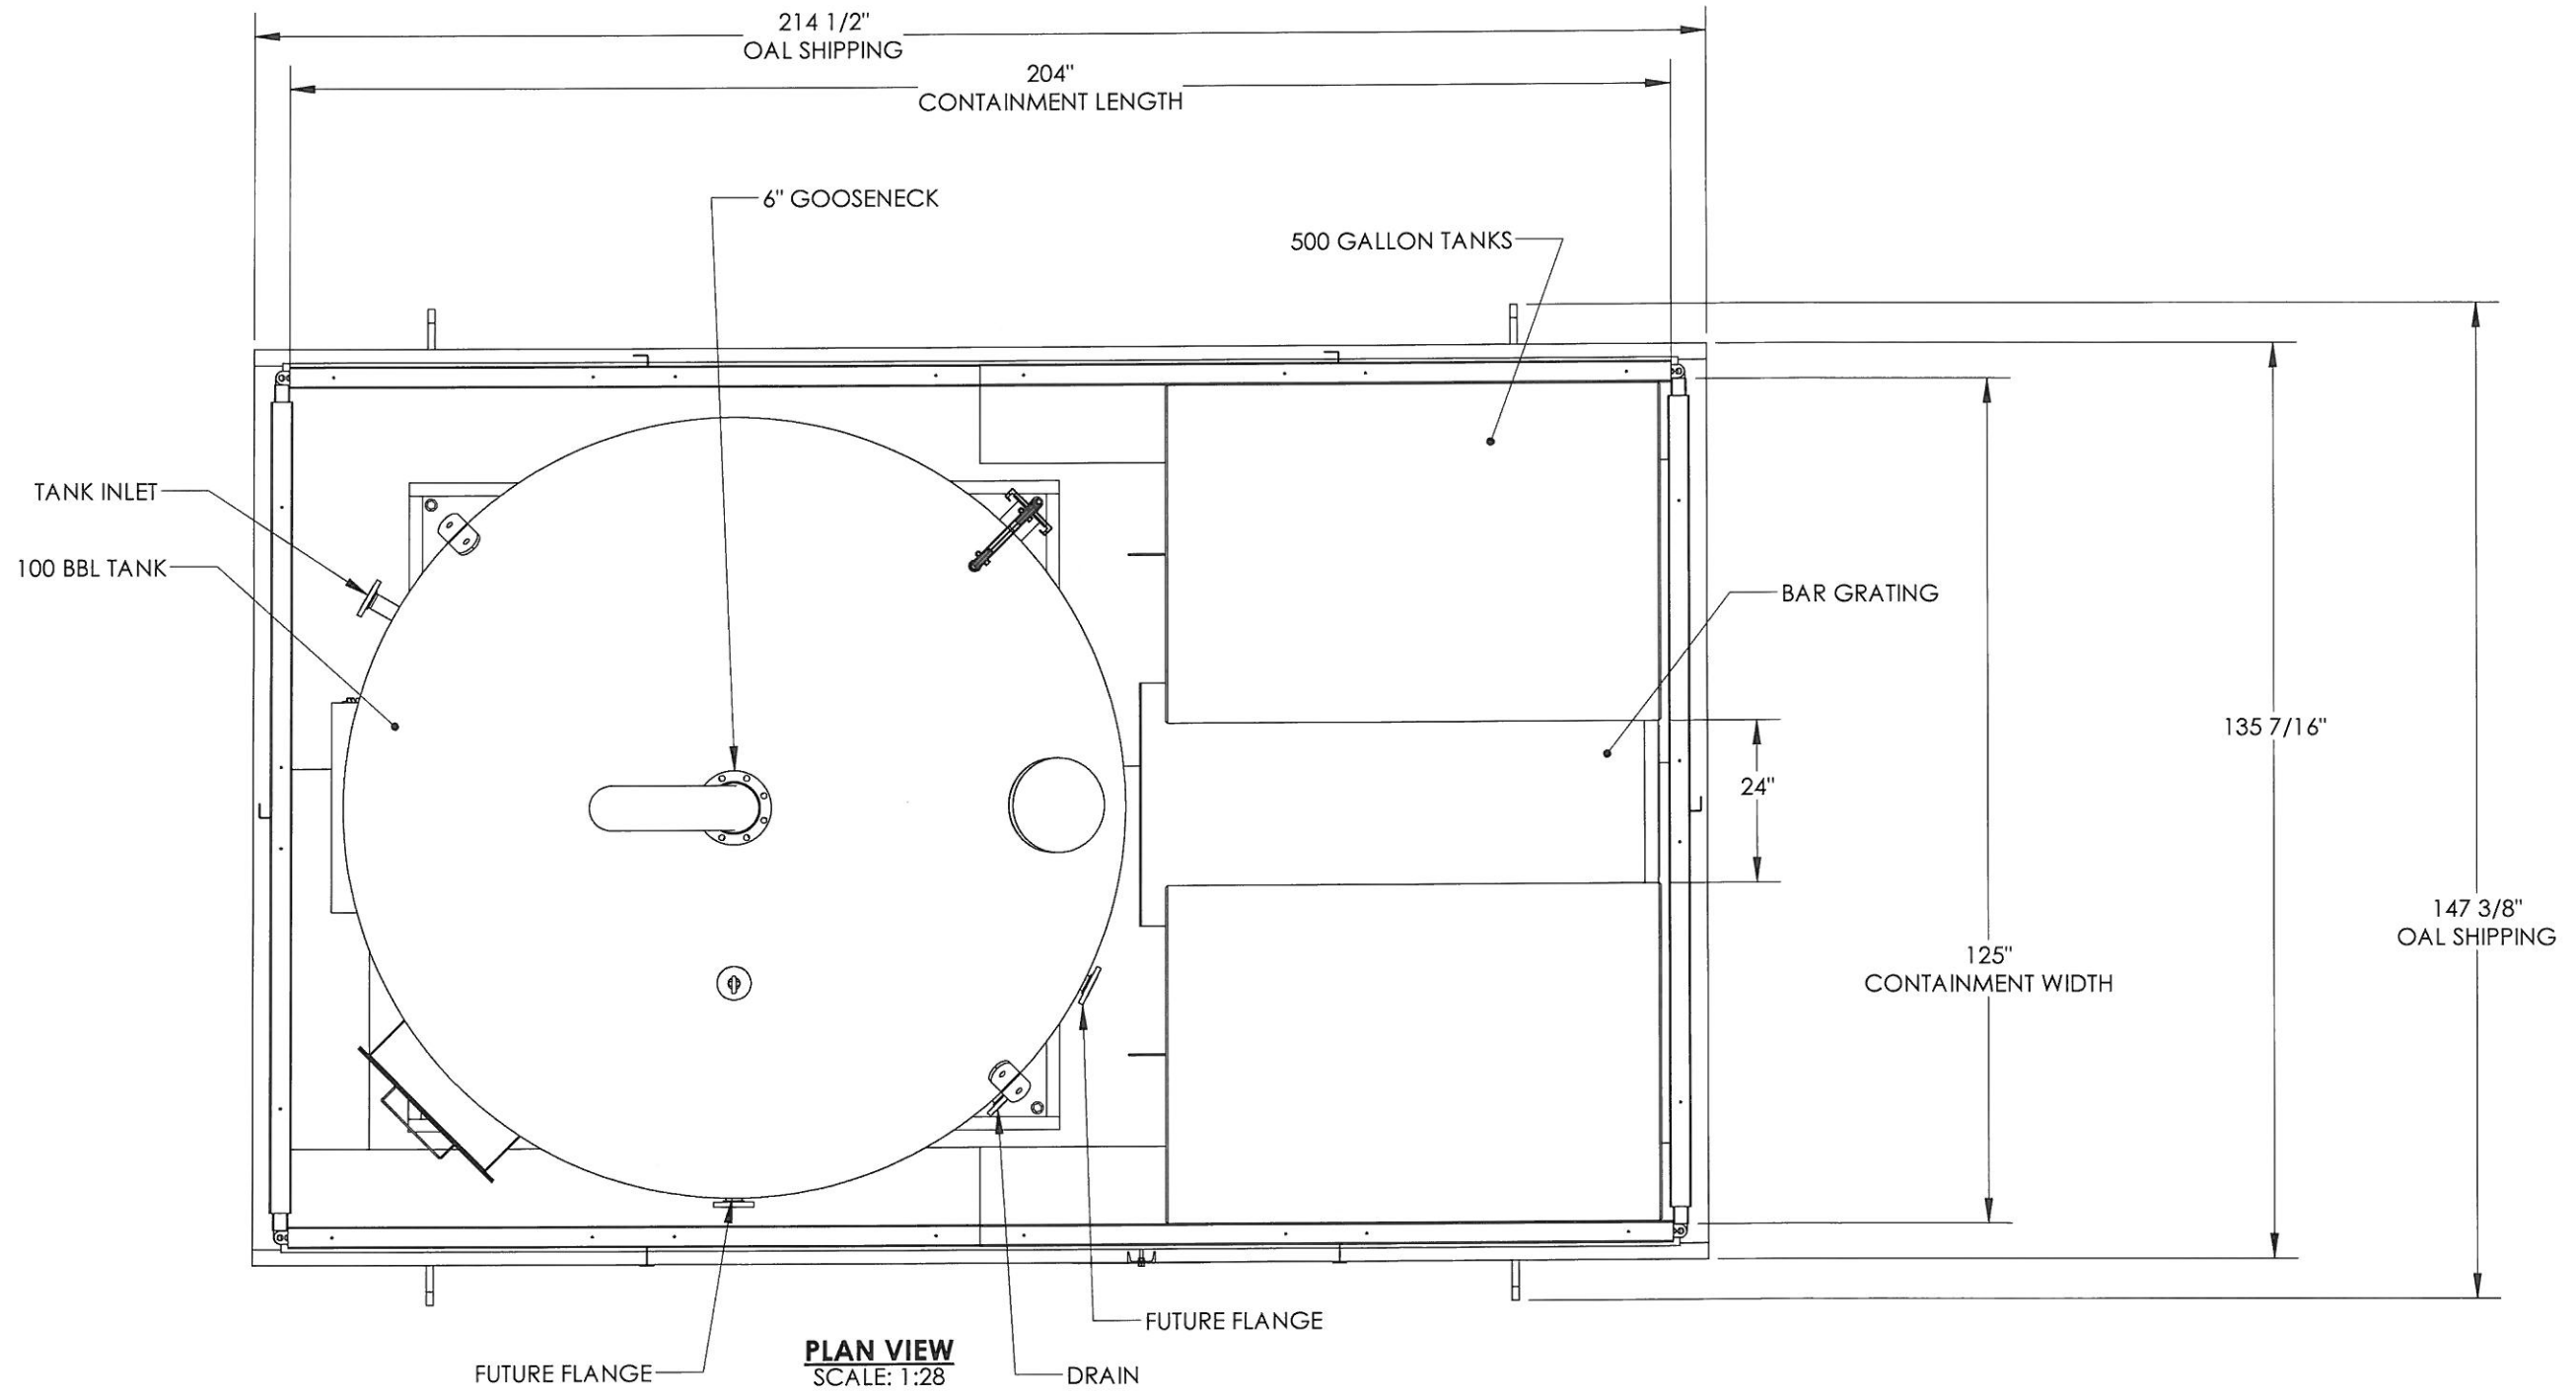 214 1/2"
OAL SHIPPING
204"
CONTAINMENT LENGTH
6" GOOSENECK
500 GALLON TANKS
TANK INLET
100 BBL TANK
BAR GRATING
135 7/16"
24"
147 3/8"
OAL SHIPPING
125"
CONTAINMENT WIDTH
FUTURE FLANGE
PLAN VIEW
SCALE: 1:28
FUTURE FLANGE
DRAIN